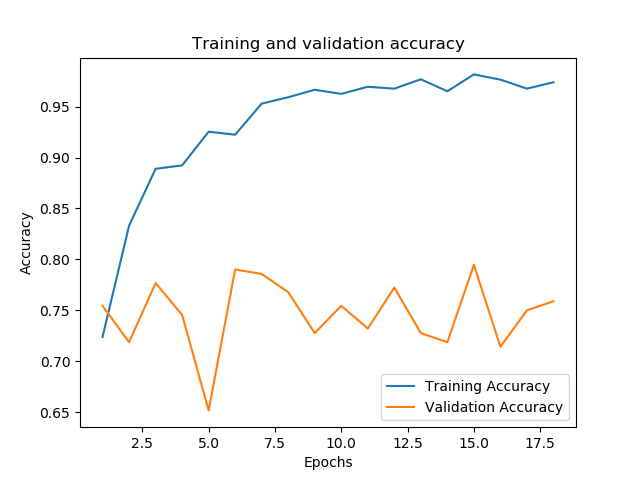 Training and validation accuracy
Accuracy
0.95
0.90
0.85
0.80
0.75
0.70
0.65
Training Accuracy
Validation Accuracy
2.5 5.0 7.5 10.0 12.5 15.0 17.5
Epochs